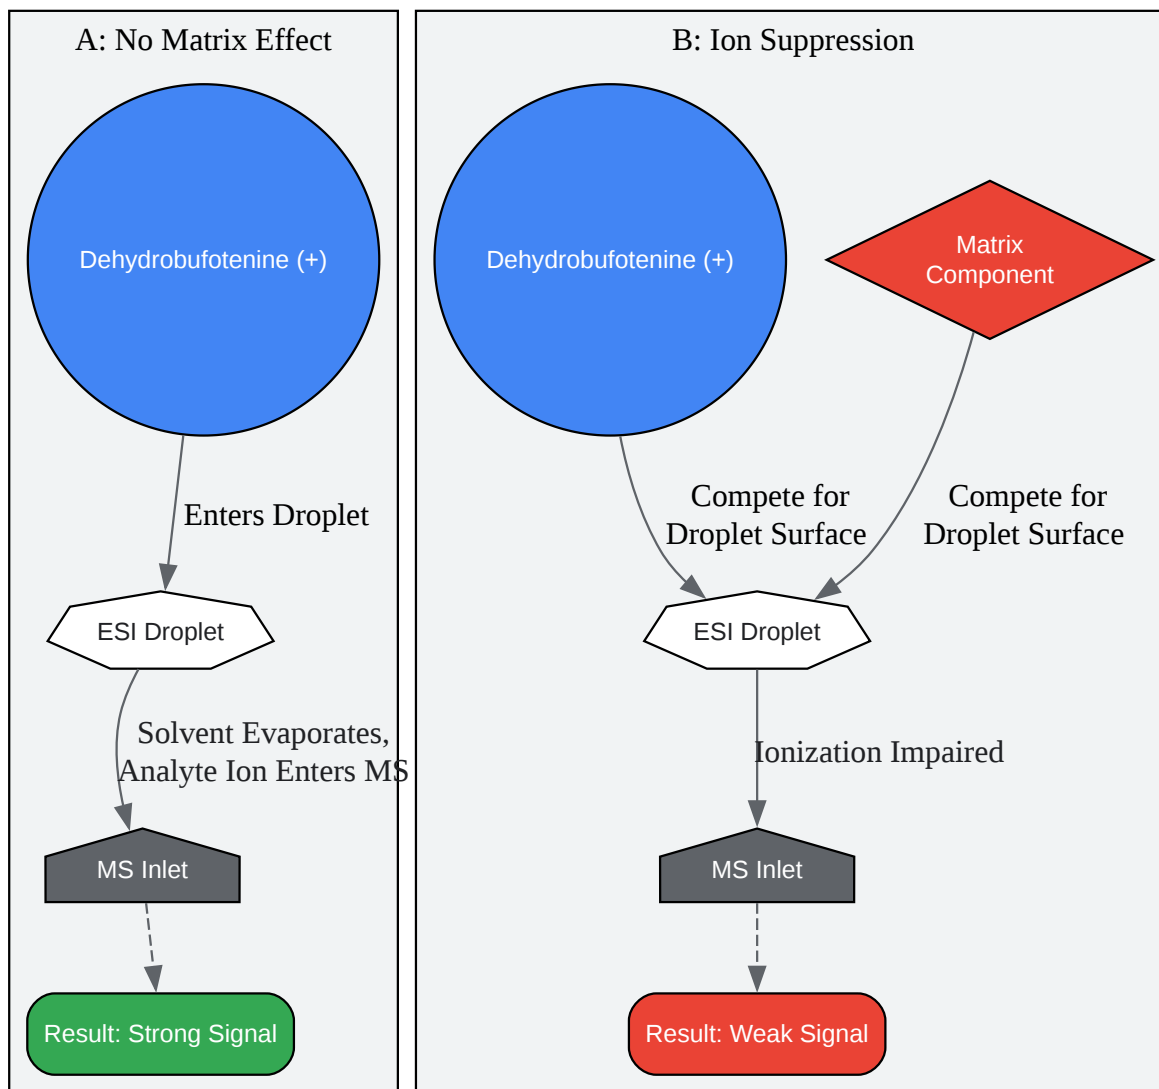 A: No Matrix Effect
Dehydrobufotenine (+)
Enters Droplet
ESI Droplet
Solvent Evaporates,
Analyte Ion Enters MS
MS Inlet
Result: Strong Signal
B: Ion Suppression
Dehydrobufotenine (+)
Matrix
Component
Compete for
Droplet Surface
Compete for
Droplet Surface
ESI Droplet
Ionization Impaired
MS Inlet
Result: Weak Signal